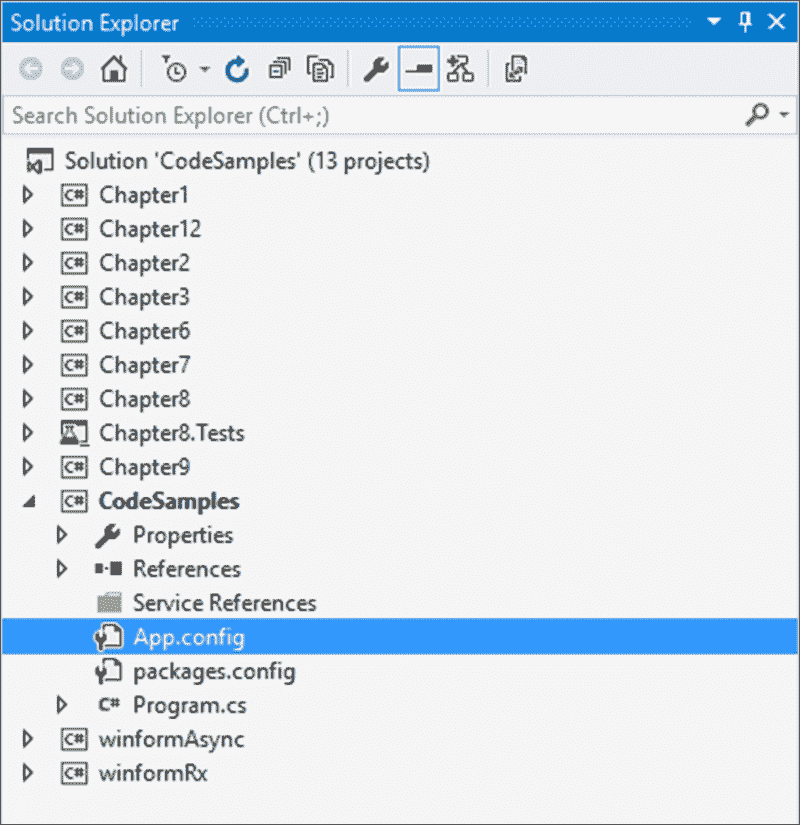 Solution Explorer
Search Solution Explorer (Ctrl+;)
Solution 'CodeSamples' (13 projects)
C# Chapter1
C# Chapter12
C# Chapter2
C# Chapter3
C# Chapter6
C# Chapter7
C# Chapter8
Chapter8.Tests
C# Chapter9
C# CodeSamples
Properties
References
Service References
App.config
packages.config
C# Program.cs
C# winformAsync
C# winformRx